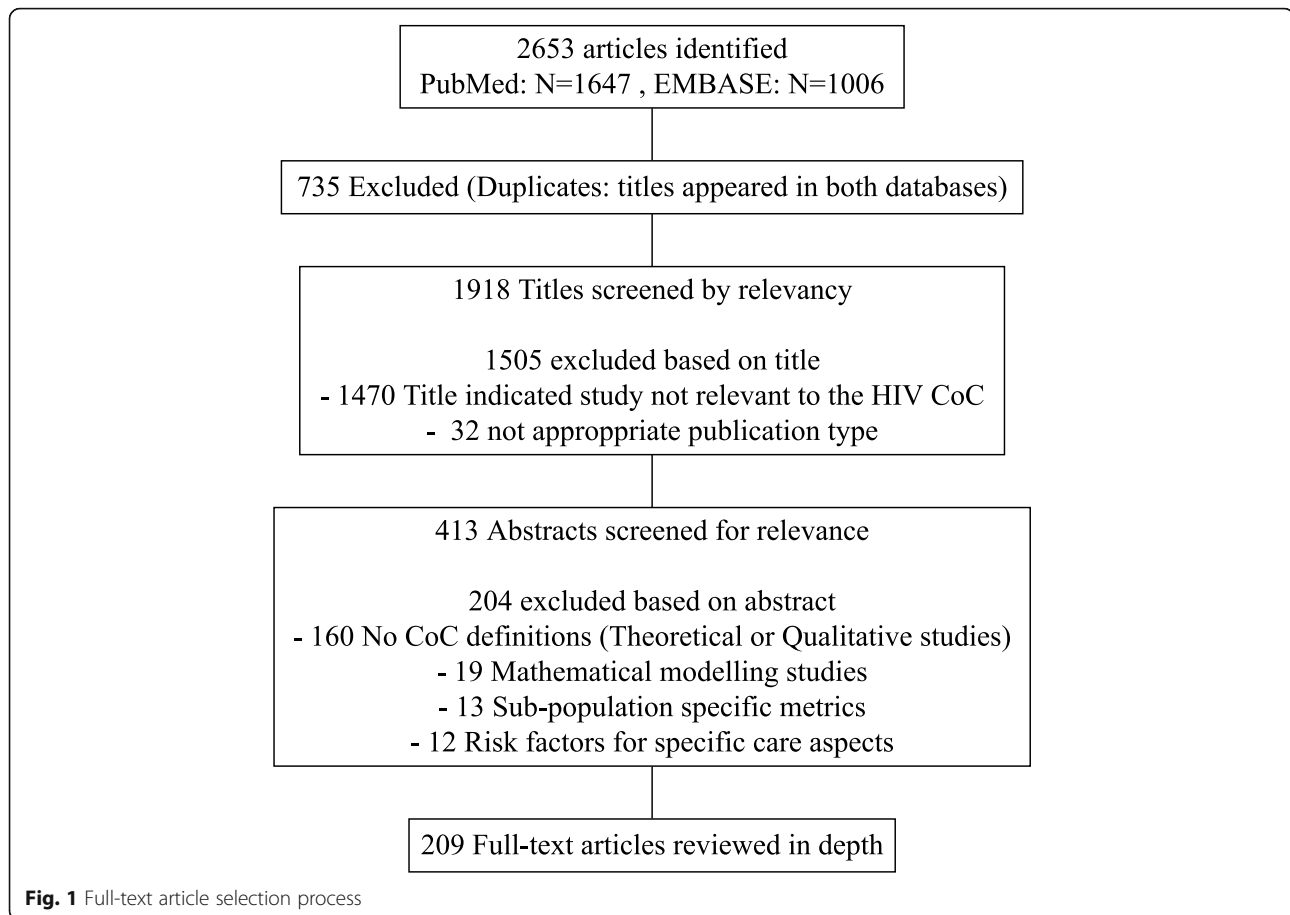 2653 articles identified
PubMed: N=1647 , EMBASE: N=1006
735 Excluded (Duplicates: titles appeared in both databases)
1918 Titles screened by relevancy
1505 excluded based on title
- 1470 Title indicated study not relevant to the HIV CoC
- 32 not approppriate publication type
413 Abstracts screened for relevance
204 excluded based on abstract
- 160 No CoC definitions (Theoretical or Qualitative studies)
- 19 Mathematical modelling studies
- 13 Sub-population specific metrics
- 12 Risk factors for specific care aspects
209 Full-text articles reviewed in depth
Fig. 1 Full-text article selection process